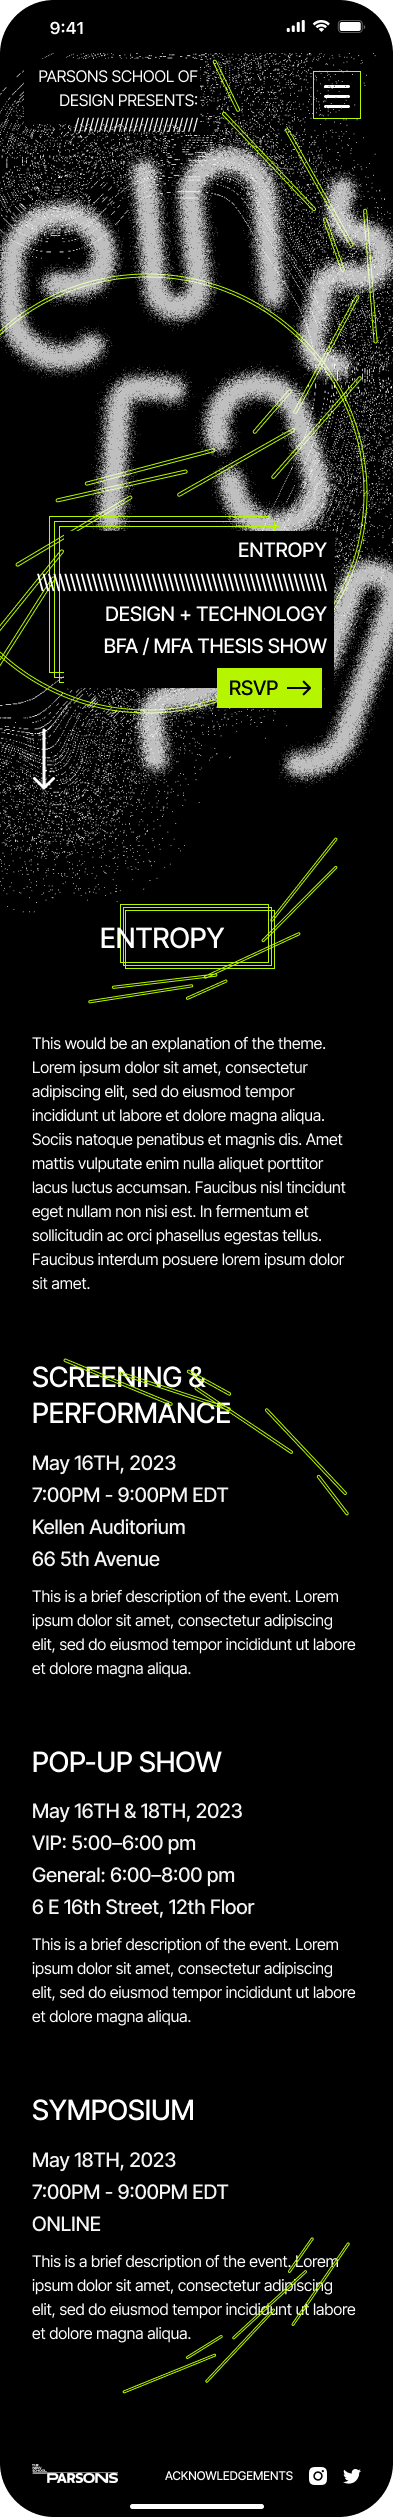 9:41
PARSONS SCHOOL OF
DESIGN PRESENTS:
//////////////////////////
entropy
ENTROPY
DESIGN + TECHNOLOGY
BFA / MFA THESIS SHOW
RSVP →
ENTROPY
This would be an explanation of the theme.
Lorem ipsum dolor sit amet, consectetur
adipiscing elit, sed do eiusmod tempor
incididunt ut labore et dolore magna aliqua.
Sociis natoque penatibus et magnis dis. Amet
mattis vulputate enim nulla aliquet porttitor
lacus luctus accumsan. Faucibus nisl tincidunt
eget nullam non nisi est. In fermentum et
sollicitudin ac orci phasellus egestas tellus.
Faucibus interdum posuere lorem ipsum dolor
sit amet.
SCREENING &
PERFORMANCE
May 16TH, 2023
7:00PM - 9:00PM EDT
Kellen Auditorium
66 5th Avenue
This is a brief description of the event. Lorem
ipsum dolor sit amet, consectetur adipiscing
elit, sed do eiusmod tempor incididunt ut labore
et dolore magna aliqua.
POP-UP SHOW
May 16TH & 18TH, 2023
VIP: 5:00–6:00 pm
General: 6:00–8:00 pm
6 E 16th Street, 12th Floor
This is a brief description of the event. Lorem
ipsum dolor sit amet, consectetur adipiscing
elit, sed do eiusmod tempor incididunt ut labore
et dolore magna aliqua.
SYMPOSIUM
May 18TH, 2023
7:00PM - 9:00PM EDT
ONLINE
This is a brief description of the event. Lorem
ipsum dolor sit amet, consectetur adipiscing
elit, sed do eiusmod tempor incididunt ut labore
et dolore magna aliqua.
PARSONS
ACKNOWLEDGEMENTS